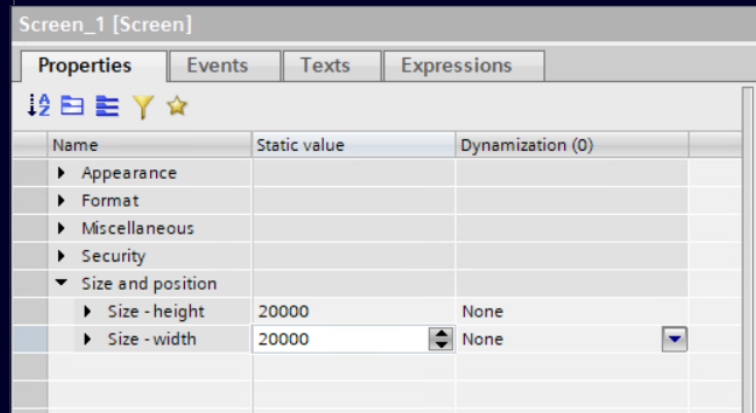 Screen_1 [Screen]
Properties Events Texts Expressions
Name Static value Dynamization (0)
Appearance
Format
Miscellaneous
Security
Size and position
Size - height 20000 None
Size - width 20000 None